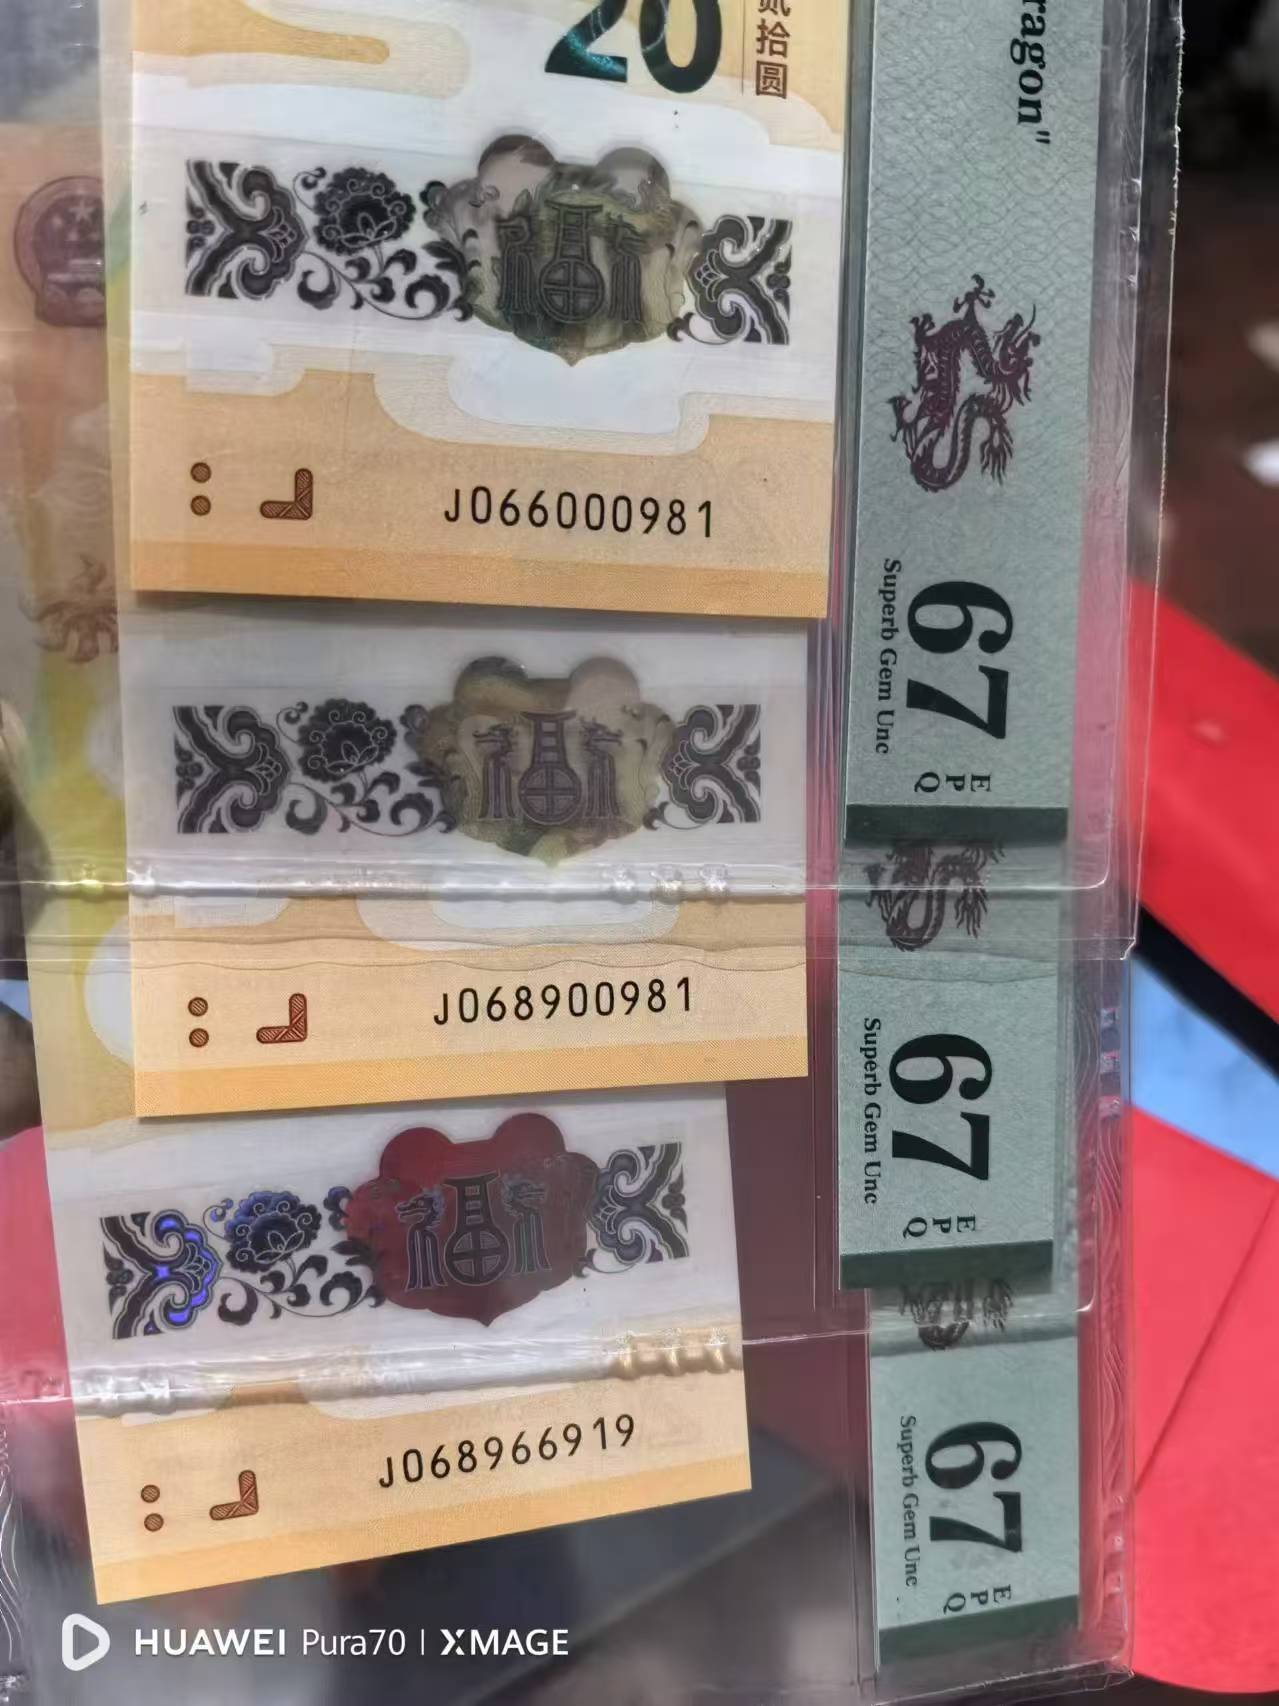 20
贰拾圆
ragon"
J066000981
67
Superb Gem Unc
E
P
Q
J068900981
67
Superb Gem Unc
E
P
Q
J068966919
67
Superb Gem Unc
E
P
Q
HUAWEI Pura70 | XMAGE